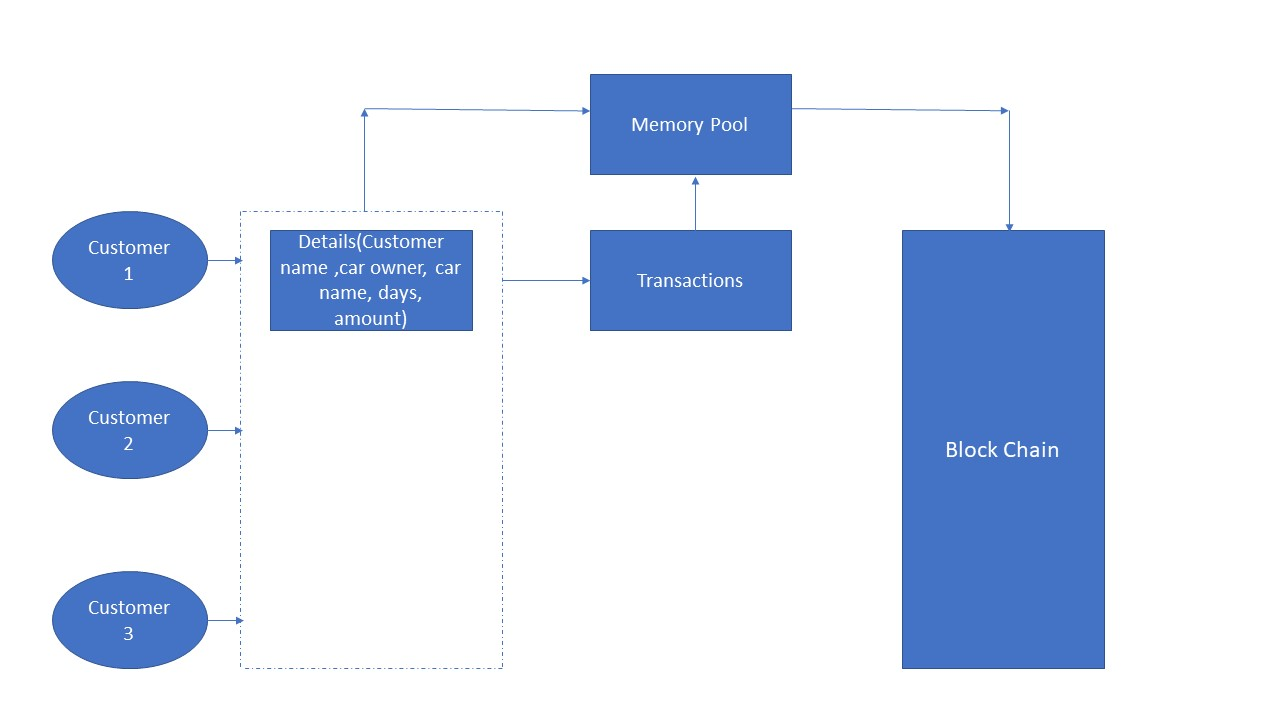 Memory Pool
Customer
1
Details(Customer
name ,car owner, car
name, days,
amount)
Transactions
Customer
2
Block Chain
Customer
3